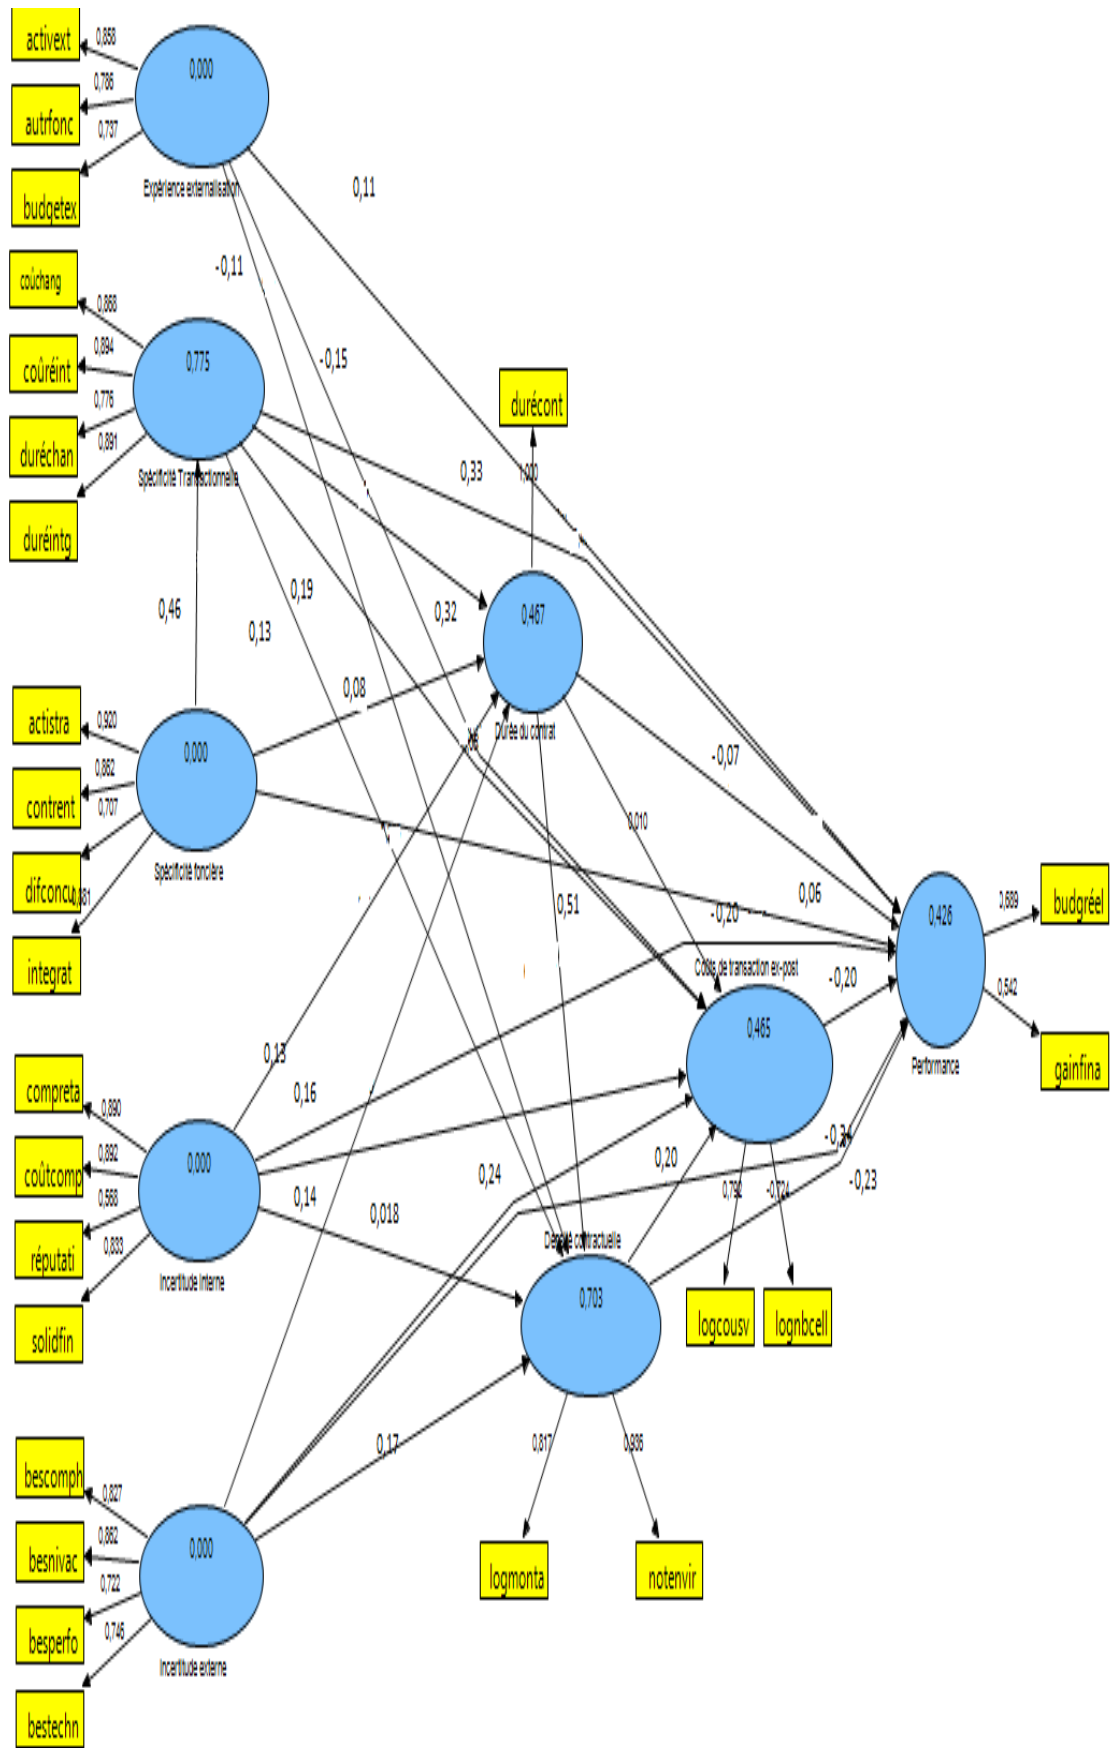 activext
0,858
0,000
0,786
autrfonc
0,737
budgetex
Expérience externalisation
0,11
-0,11
coûchang
0,868
0,894
0,775
coûréint
-0,15
0,776
duréchan
0,891
durécont
Spécificité Transactionnelle
0,33
1,000
duréintg
0,19
0,46
0,13
0,32
0,467
0,08
actistra
0,920
Durée du contrat
0,000
0,862
-0,07
contrent
0,707
0,010
Spécificité foncière
difconcu
0,06
budgréel
0,689
0,51
-0,20
0,426
integrat
Coûts de transaction ex-post
-0,20
0,542
0,465
0,13
Performance
gainfina
compreta
0,890
0,16
0,892
coûtcomp
0,000
0,20
0,24
-0,23
0,568
0,14
0,792
-0,724
0,018
réputati
0,833
Densité contractuelle
Incertitude Interne
0,703
logcousv
lognbcell
solidfin
0,17
0,817
0,936
bescomph
0,827
besnivac
0,862
0,000
logmonta
notenvir
0,722
besperfo
0,746
Incertitude externe
bestechn